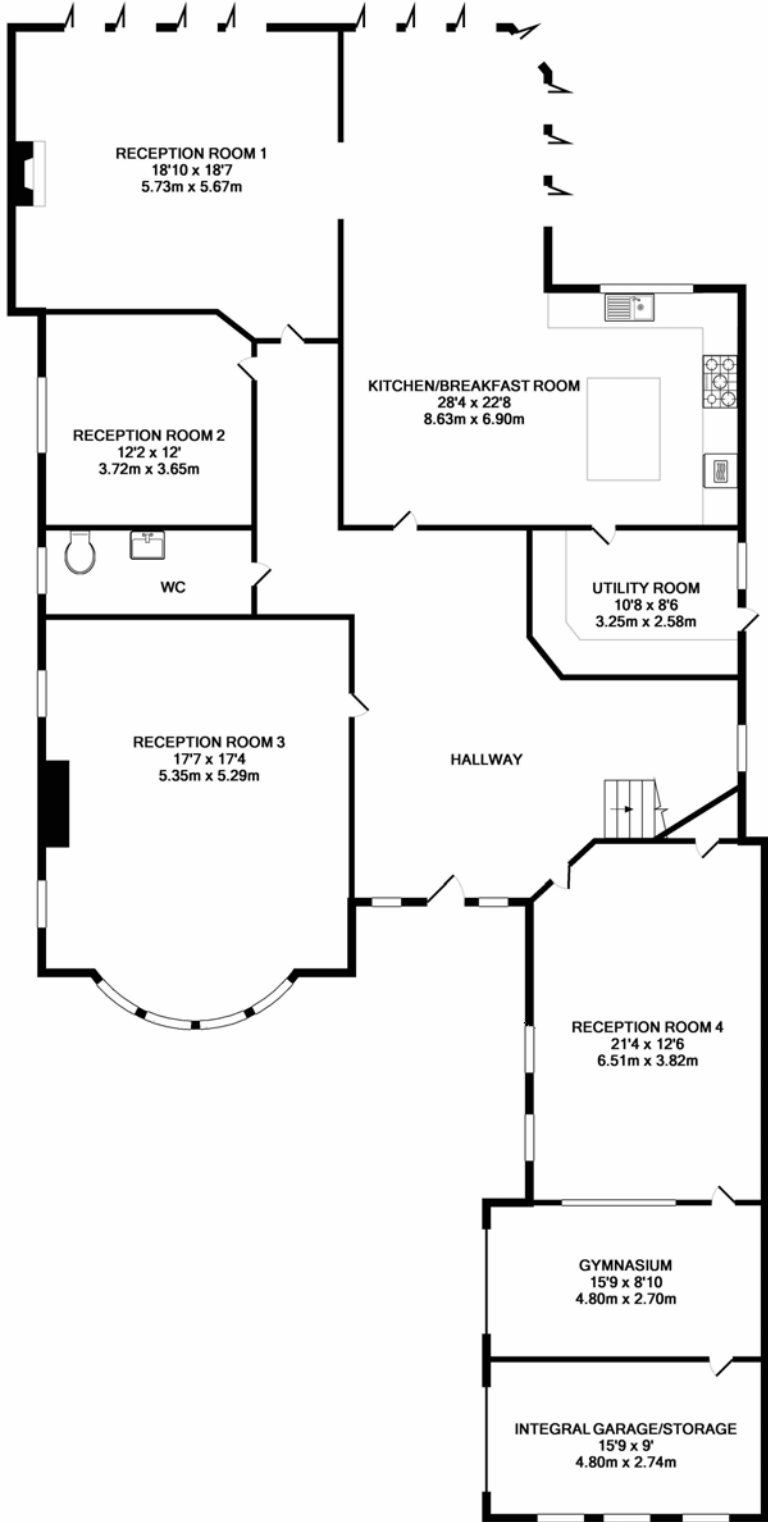 RECEPTION ROOM 1
18'10 x 18'7
5.73m x 5.67m
KITCHEN/BREAKFAST ROOM
28'4 x 22'8
8.63m x 6.90m
RECEPTION ROOM 2
12'2 x 12'
3.72m x 3.65m
WC
UTILITY ROOM
10'8 x 8'6
3.25m x 2.58m
RECEPTION ROOM 3
17'7 x 17'4
5.35m x 5.29m
HALLWAY
RECEPTION ROOM 4
21'4 x 12'6
6.51m x 3.82m
GYMNASIUM
15'9 x 8'10
4.80m x 2.70m
INTEGRAL GARAGE/STORAGE
15'9 x 9'
4.80m x 2.74m